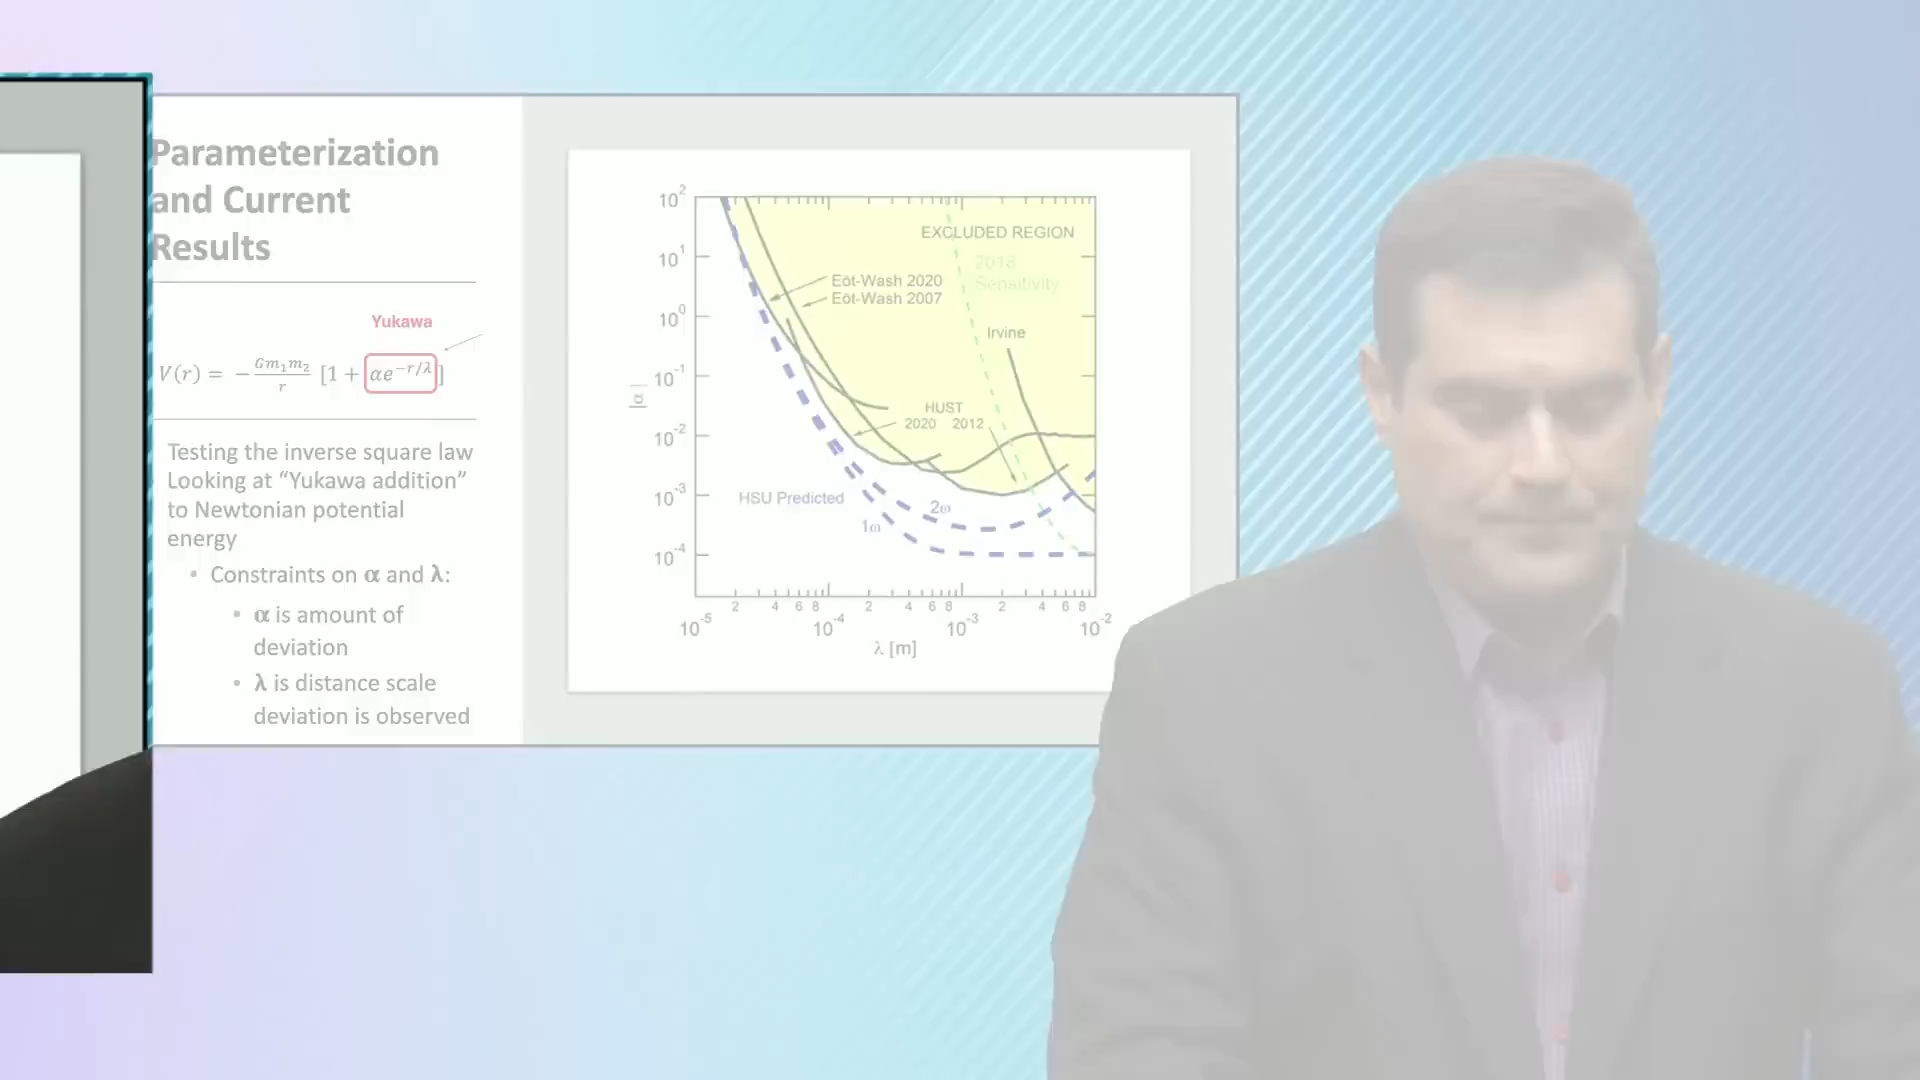 Parameterization
and Current
Results
Yukawa
V(r) = − Gm₁m₂/r [1 + αe^{−r/λ}]
Testing the inverse square law
Looking at “Yukawa addition”
to Newtonian potential
energy
• Constraints on α and λ:
• α is amount of
deviation
• λ is distance scale
deviation is observed
10²
10¹
10⁰
10⁻¹
10⁻²
10⁻³
10⁻⁴
|α|
EXCLUDED REGION
2018
Sensitivity
Eöt-Wash 2020
Eöt-Wash 2007
Irvine
HUST
2020 2012
HSU Predicted
2ω
1ω
2 4 6 8 2 4 6 8 2 4 6 8
10⁻⁵ 10⁻⁴ 10⁻³ 10⁻²
λ [m]